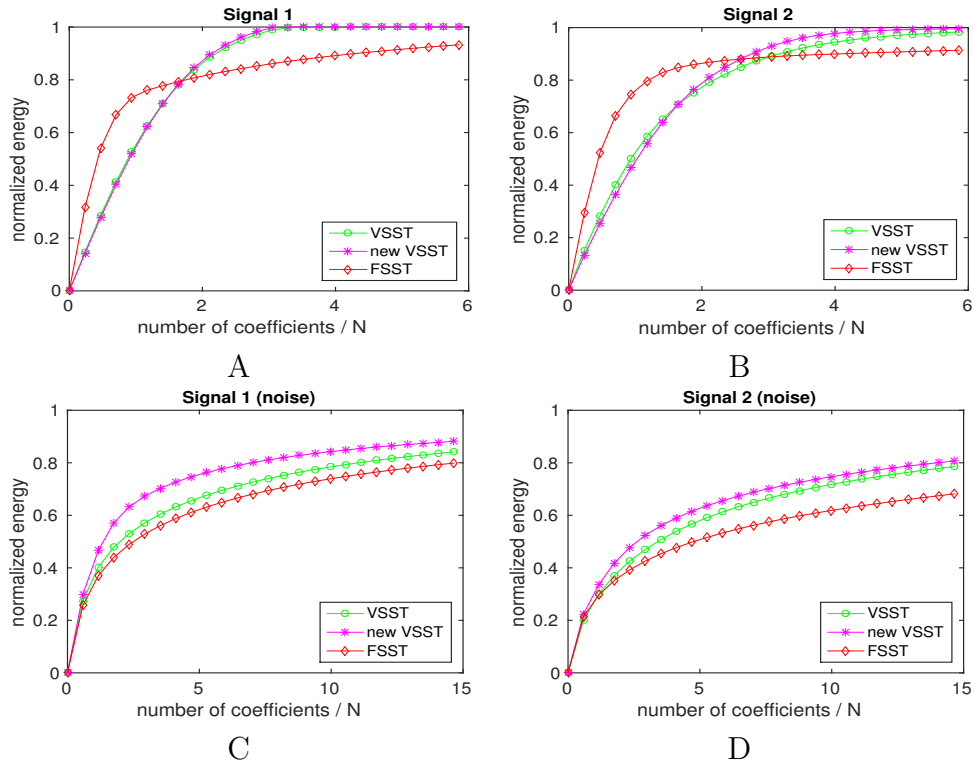 Signal 1
normalized energy
1
0.8
0.6
0.4
0.2
0
0
2
4
6
VSST
new VSST
FSST
number of coefficients / N
A
Signal 2
normalized energy
1
0.8
0.6
0.4
0.2
0
0
2
4
6
VSST
new VSST
FSST
number of coefficients / N
B
Signal 1 (noise)
normalized energy
1
0.8
0.6
0.4
0.2
0
0
5
10
15
VSST
new VSST
FSST
number of coefficients / N
C
Signal 2 (noise)
normalized energy
1
0.8
0.6
0.4
0.2
0
0
5
10
15
VSST
new VSST
FSST
number of coefficients / N
D